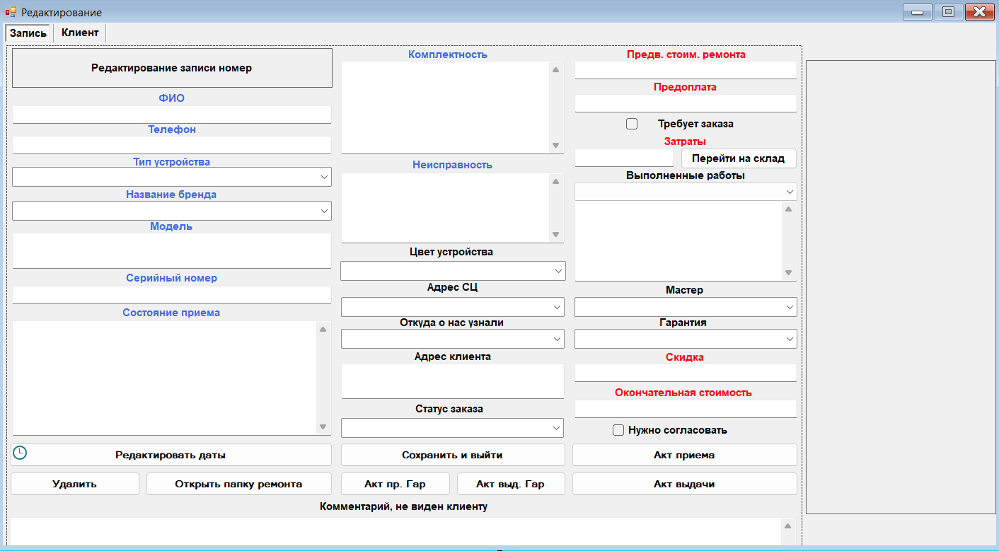 Редактирование
Запись
Клиент
Редактирование записи номер
ФИО
Телефон
Тип устройства
Название бренда
Модель
Серийный номер
Состояние приема
Комплектность
Неисправность
Цвет устройства
Адрес СЦ
Откуда о нас узнали
Адрес клиента
Статус заказа
Предв. стоим. ремонта
Предоплата
Требует заказа
Затраты
Перейти на склад
Выполненные работы
Мастер
Гарантия
Скидка
Окончательная стоимость
Нужно согласовать
Редактировать даты
Сохранить и выйти
Акт приема
Удалить
Открыть папку ремонта
Акт пр. Гар
Акт выд. Гар
Акт выдачи
Комментарий, не виден клиенту